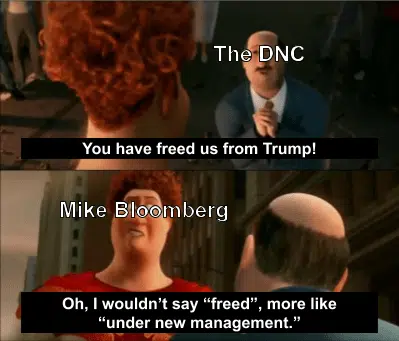 The DNC
You have freed us from Trump!
Mike Bloomberg
Oh, I wouldn’t say “freed”, more like
“under new management.”